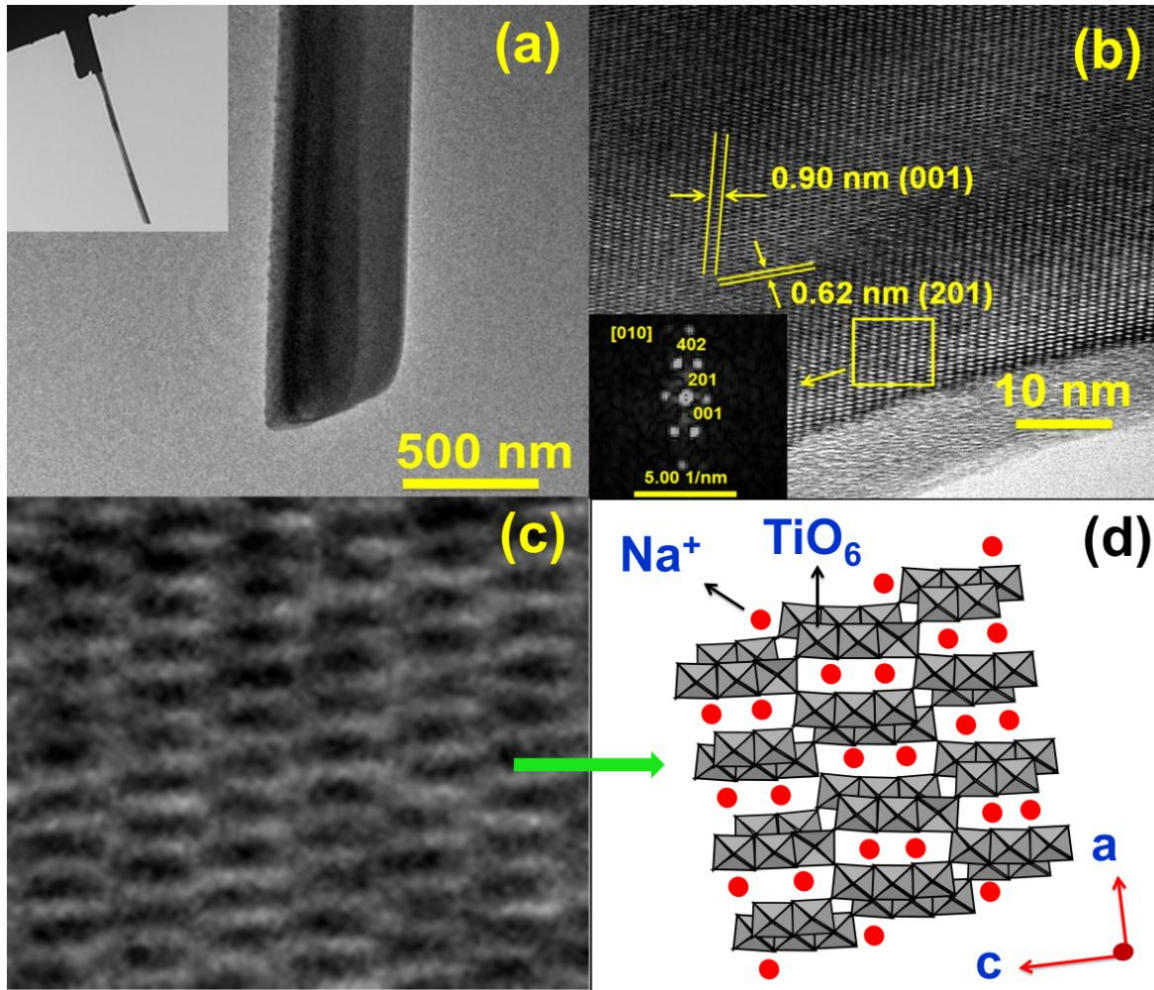 (a)
500 nm
(b)
0.90 nm (001)
0.62 nm (201)
[010]
402
201
001
5.00 1/nm
10 nm
(c)
(d)
Na⁺
TiO₆
a
c